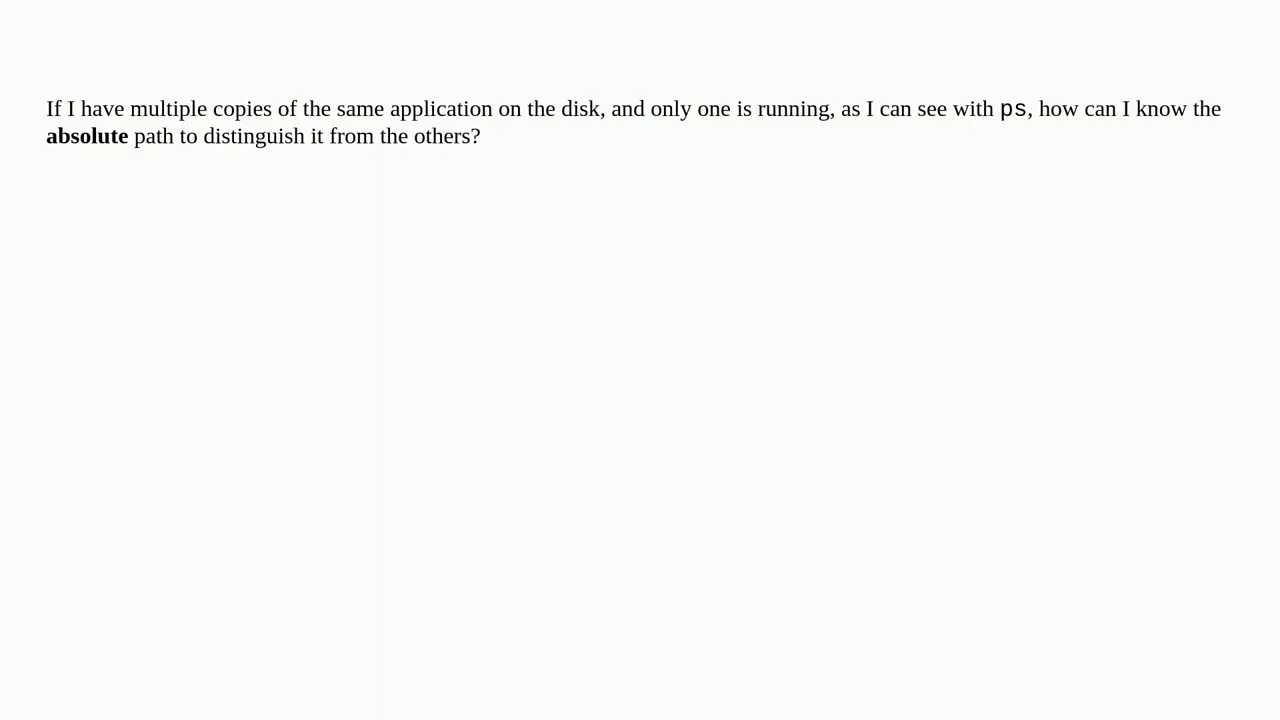 If I have multiple copies of the same application on the disk, and only one is running, as I can see with ps, how can I know the
absolute path to distinguish it from the others?